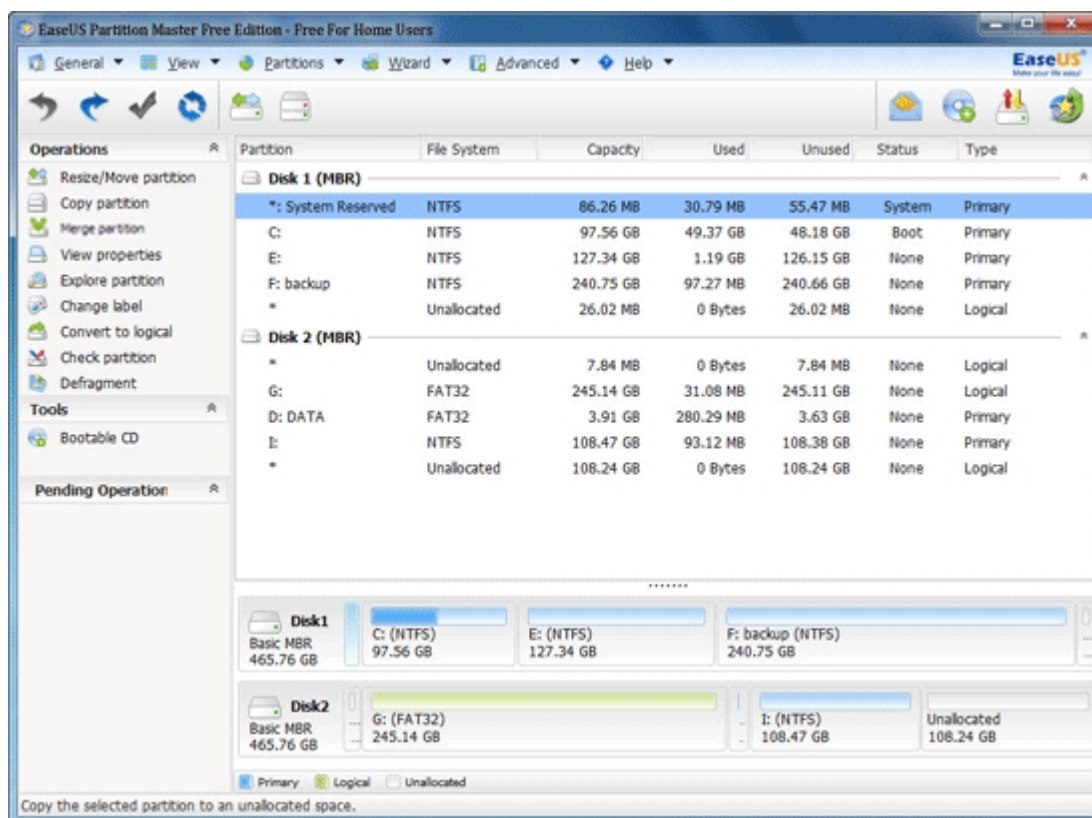 EaseUS Partition Master Free Edition - Free For Home Users
General View Partitions Wizard Advanced Help
EaseUS®
Make your life easy!
Operations
Resize/Move partition
Copy partition
Merge partition
View properties
Explore partition
Change label
Convert to logical
Check partition
Defragment
Tools
Bootable CD
Pending Operation
Partition File System Capacity Used Unused Status Type
Disk 1 (MBR)
*: System Reserved NTFS 86.26 MB 30.79 MB 55.47 MB System Primary
C: NTFS 97.56 GB 49.37 GB 48.18 GB Boot Primary
E: NTFS 127.34 GB 1.19 GB 126.15 GB None Primary
F: backup NTFS 240.75 GB 97.27 MB 240.66 GB None Primary
* Unallocated 26.02 MB 0 Bytes 26.02 MB None Logical
Disk 2 (MBR)
* Unallocated 7.84 MB 0 Bytes 7.84 MB None Logical
G: FAT32 245.14 GB 31.08 MB 245.11 GB None Logical
D: DATA FAT32 3.91 GB 280.29 MB 3.63 GB None Primary
I: NTFS 108.47 GB 93.12 MB 108.38 GB None Primary
* Unallocated 108.24 GB 0 Bytes 108.24 GB None Logical
Disk1
Basic MBR
465.76 GB
C: (NTFS)
97.56 GB
E: (NTFS)
127.34 GB
F: backup (NTFS)
240.75 GB
...
...
Disk2
Basic MBR
465.76 GB
...
...
G: (FAT32)
245.14 GB
I: (NTFS)
108.47 GB
Unallocated
108.24 GB
Primary Logical Unallocated
Copy the selected partition to an unallocated space.